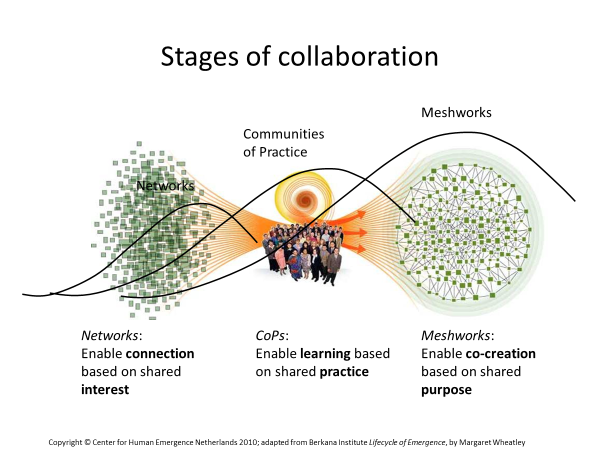 Stages of collaboration
Meshworks
Communities
of Practice
Networks
Networks:
Enable connection
based on shared
interest
CoPs:
Enable learning based
on shared practice
Meshworks:
Enable co-creation
based on shared
purpose
Copyright © Center for Human Emergence Netherlands 2010; adapted from Berkana Institute Lifecycle of Emergence, by Margaret Wheatley